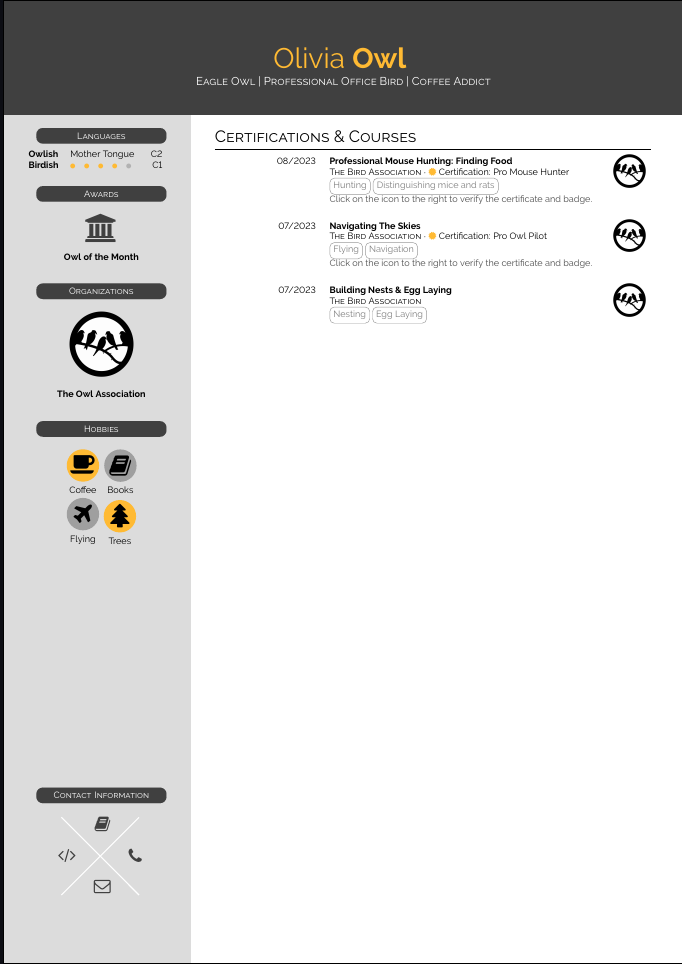 Olivia Owl
Eagle Owl | Professional Office Bird | Coffee Addict
Languages
Owlish Mother Tongue C2
Birdish C1
Awards
Owl of the Month
Organizations
The Owl Association
Hobbies
Coffee Books
Flying Trees
Contact Information
Certifications & Courses
08/2023 Professional Mouse Hunting: Finding Food
The Bird Association · Certification: Pro Mouse Hunter
Hunting Distinguishing mice and rats
Click on the icon to the right to verify the certificate and badge.
07/2023 Navigating The Skies
The Bird Association · Certification: Pro Owl Pilot
Flying Navigation
Click on the icon to the right to verify the certificate and badge.
07/2023 Building Nests & Egg Laying
The Bird Association
Nesting Egg Laying